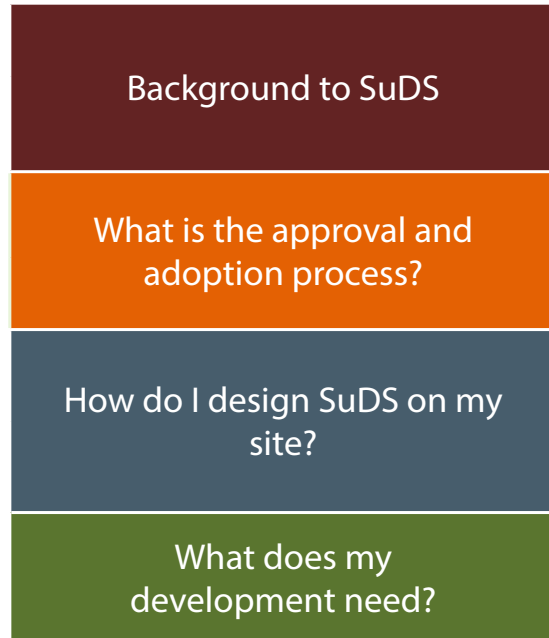 Background to SuDS
What is the approval and
adoption process?
How do I design SuDS on my
site?
What does my
development need?